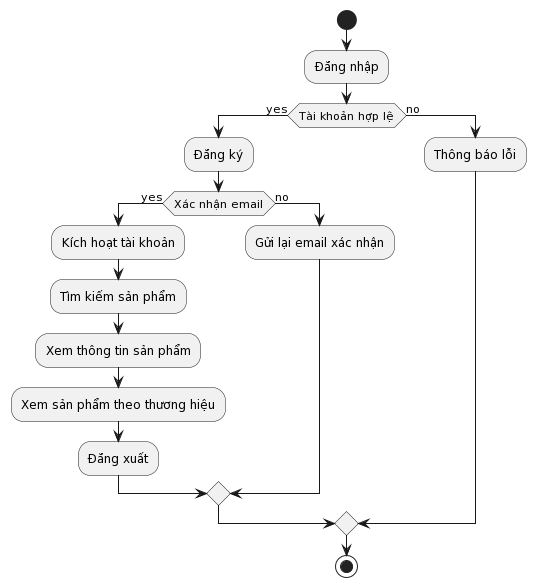 Đăng nhập
yes
Tài khoản hợp lệ
no
Đăng ký
Thông báo lỗi
yes
Xác nhận email
no
Kích hoạt tài khoản
Gửi lại email xác nhận
Tìm kiếm sản phẩm
Xem thông tin sản phẩm
Xem sản phẩm theo thương hiệu
Đăng xuất